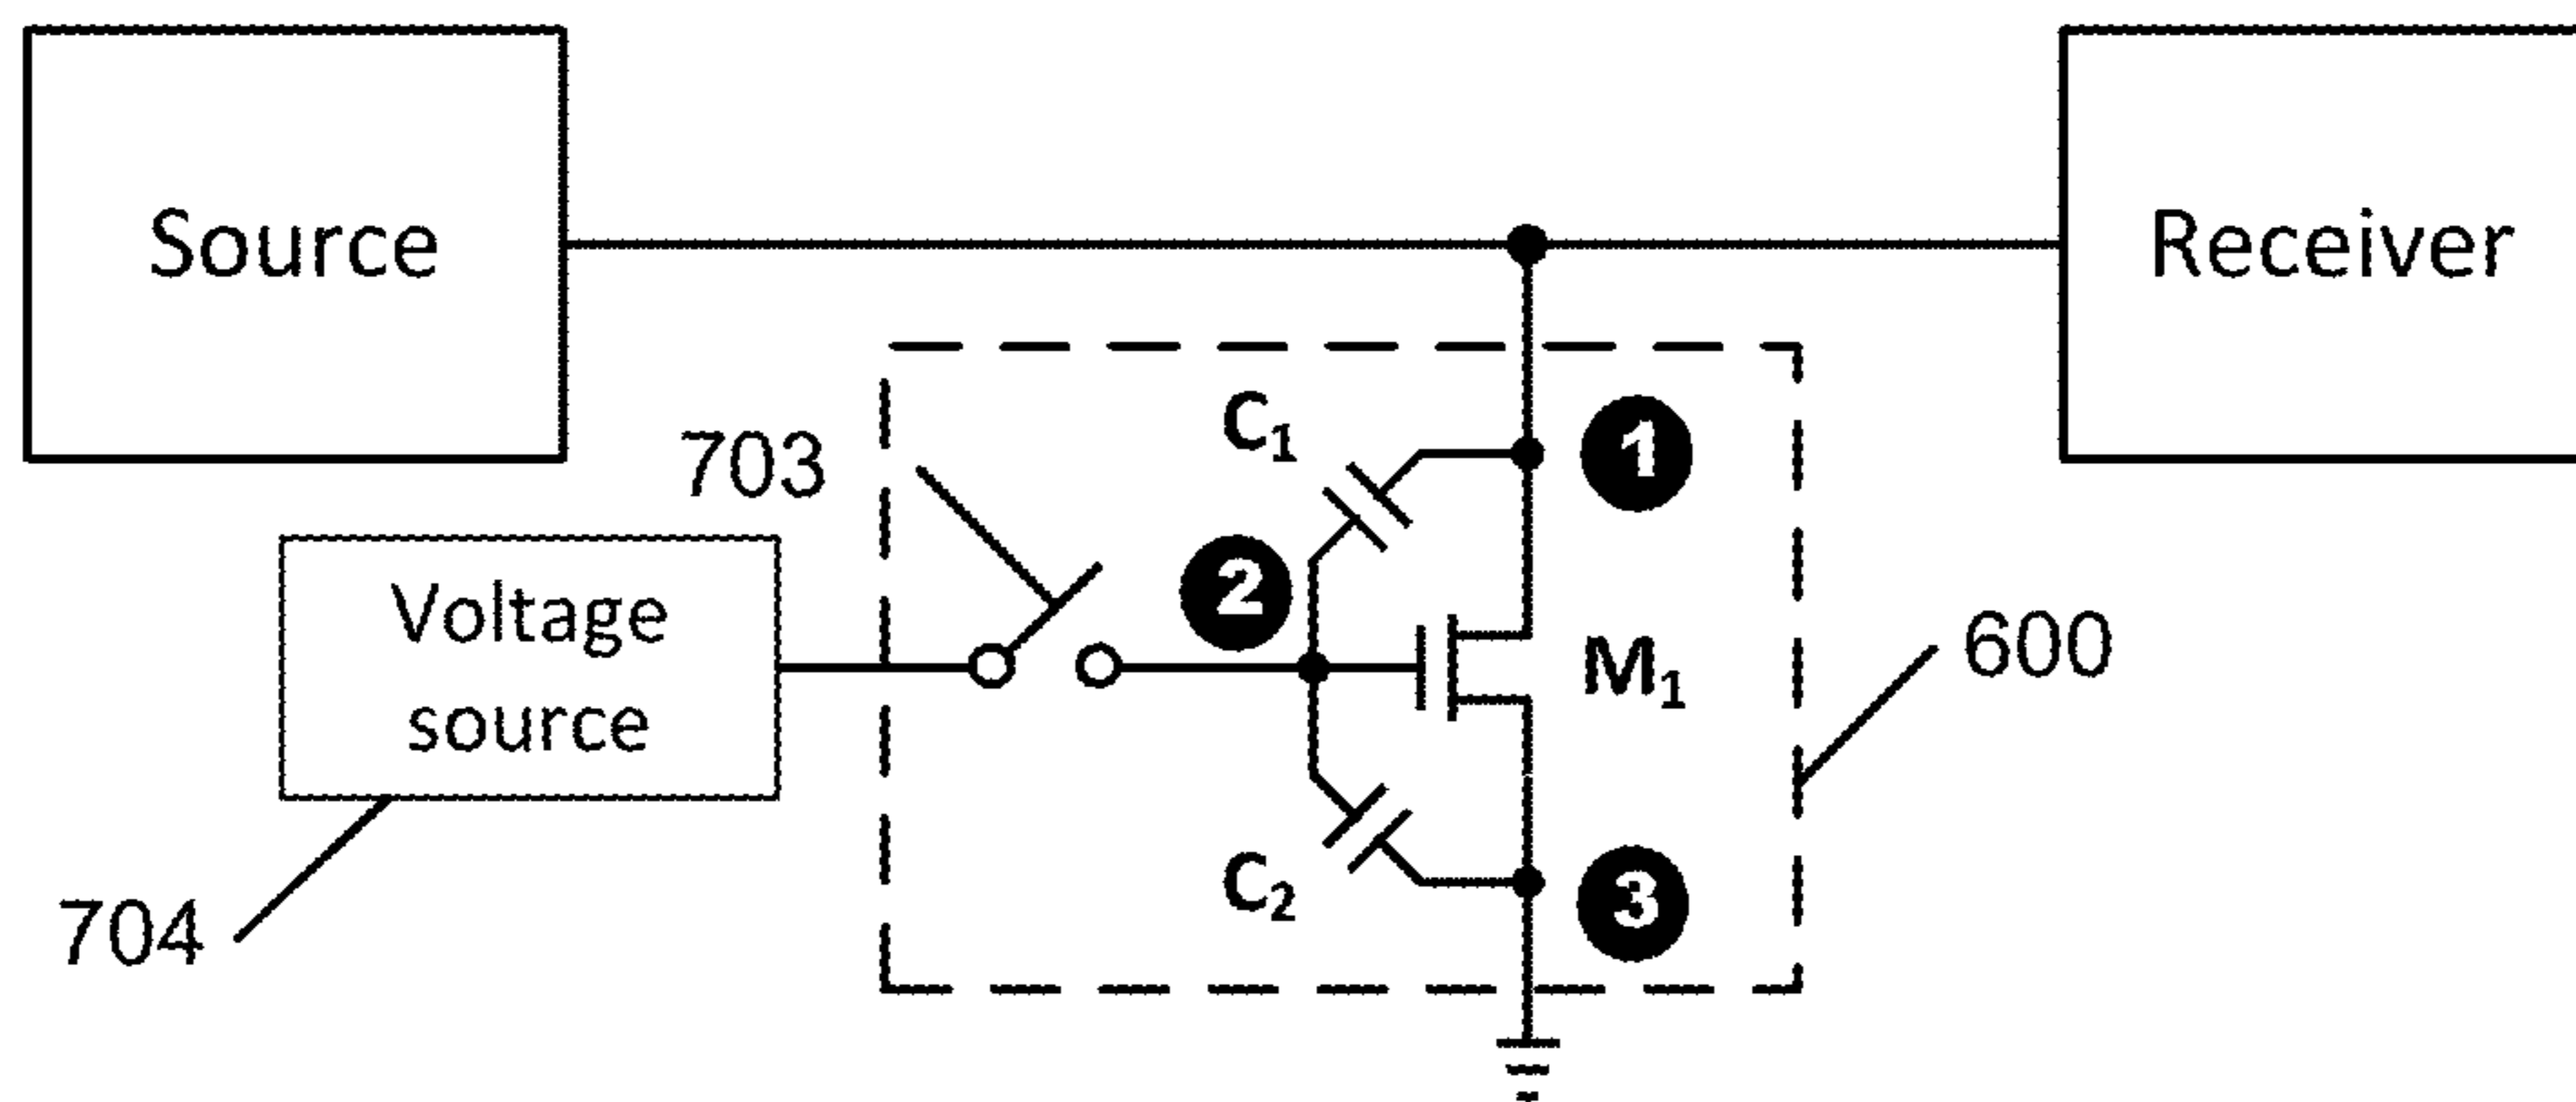 Source
Receiver
C₁
1
703
2
Voltage
source
M₁
600
C₂
3
704